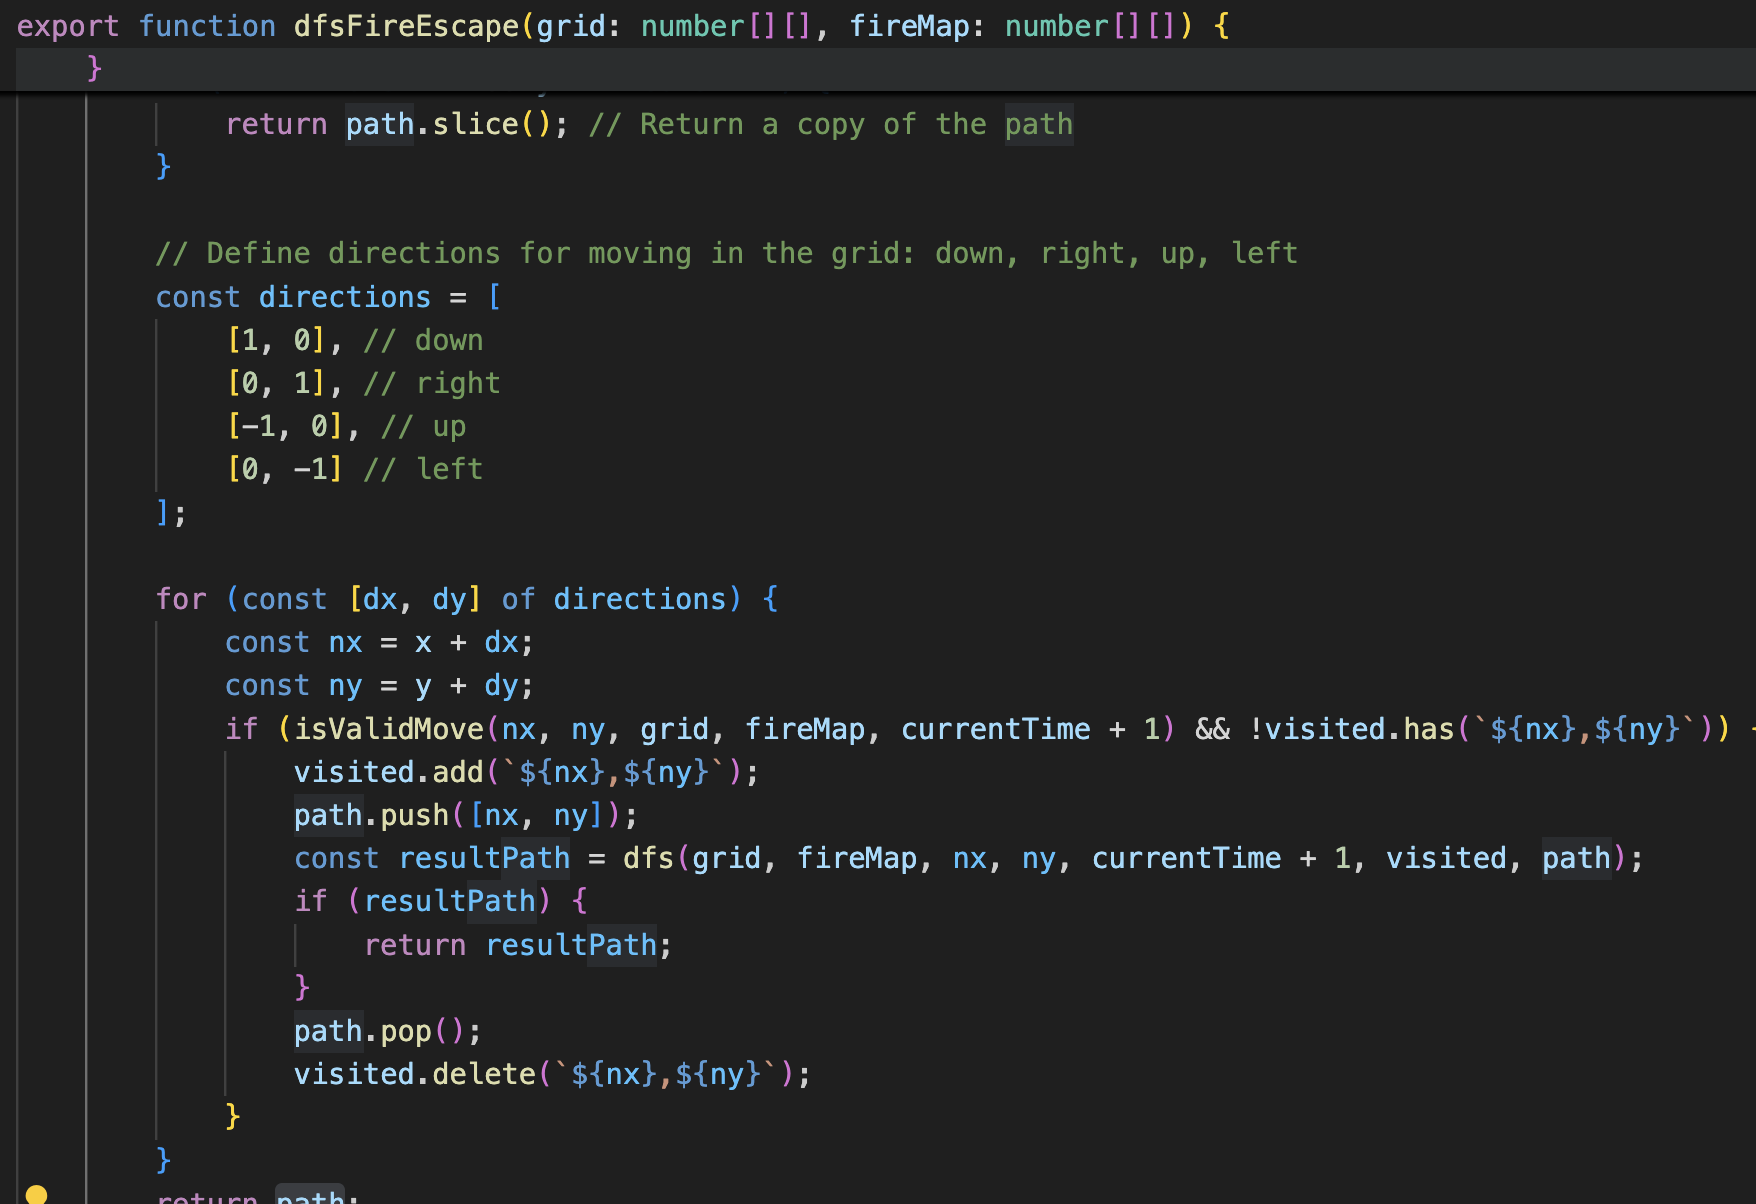 export function dfsFireEscape(grid: number[][], fireMap: number[][]) {
}
return path.slice(); // Return a copy of the path
}
// Define directions for moving in the grid: down, right, up, left
const directions = [
[1, 0], // down
[0, 1], // right
[-1, 0], // up
[0, -1] // left
];
for (const [dx, dy] of directions) {
const nx = x + dx;
const ny = y + dy;
if (isValidMove(nx, ny, grid, fireMap, currentTime + 1) && !visited.has(`${nx},${ny}`)) {
visited.add(`${nx},${ny}`);
path.push([nx, ny]);
const resultPath = dfs(grid, fireMap, nx, ny, currentTime + 1, visited, path);
if (resultPath) {
return resultPath;
}
path.pop();
visited.delete(`${nx},${ny}`);
}
}
return path;